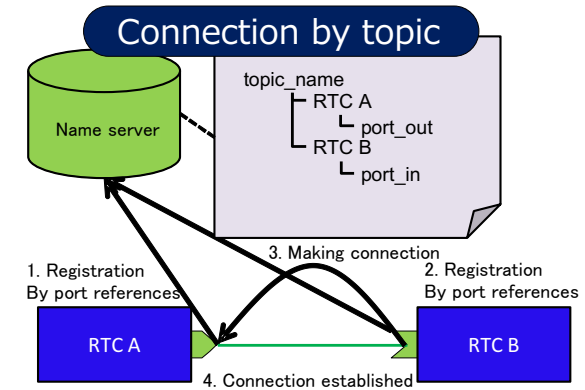 Connection by topic
topic_name
RTC A
port_out
RTC B
port_in
Name server
3. Making connection
1. Registration
By port references
2. Registration
By port references
RTC A
RTC B
4. Connection established